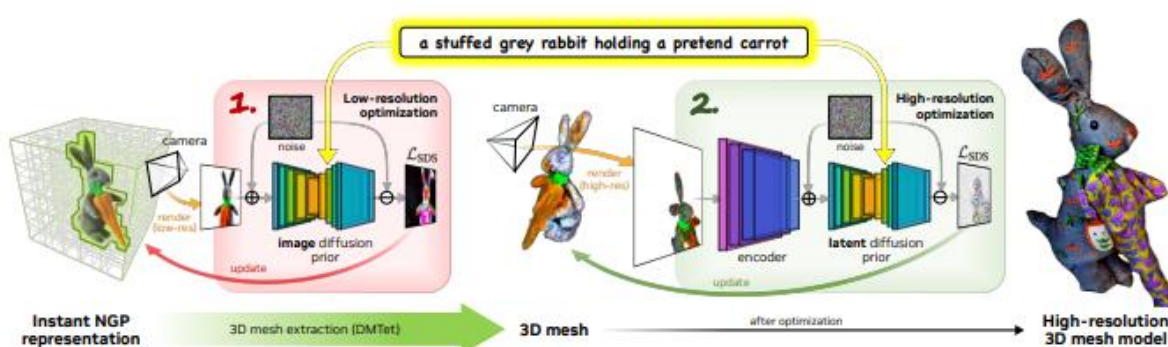 a stuffed grey rabbit holding a pretend carrot
1.
Low-resolution
optimization
camera
noise
render
(low-res)
image diffusion
prior
ℒSDS
update
camera
render
(high-res)
2.
High-resolution
optimization
noise
encoder
latent diffusion
prior
ℒSDS
update
Instant NGP
representation
3D mesh extraction (DMTet)
3D mesh
after optimization
High-resolution
3D mesh model